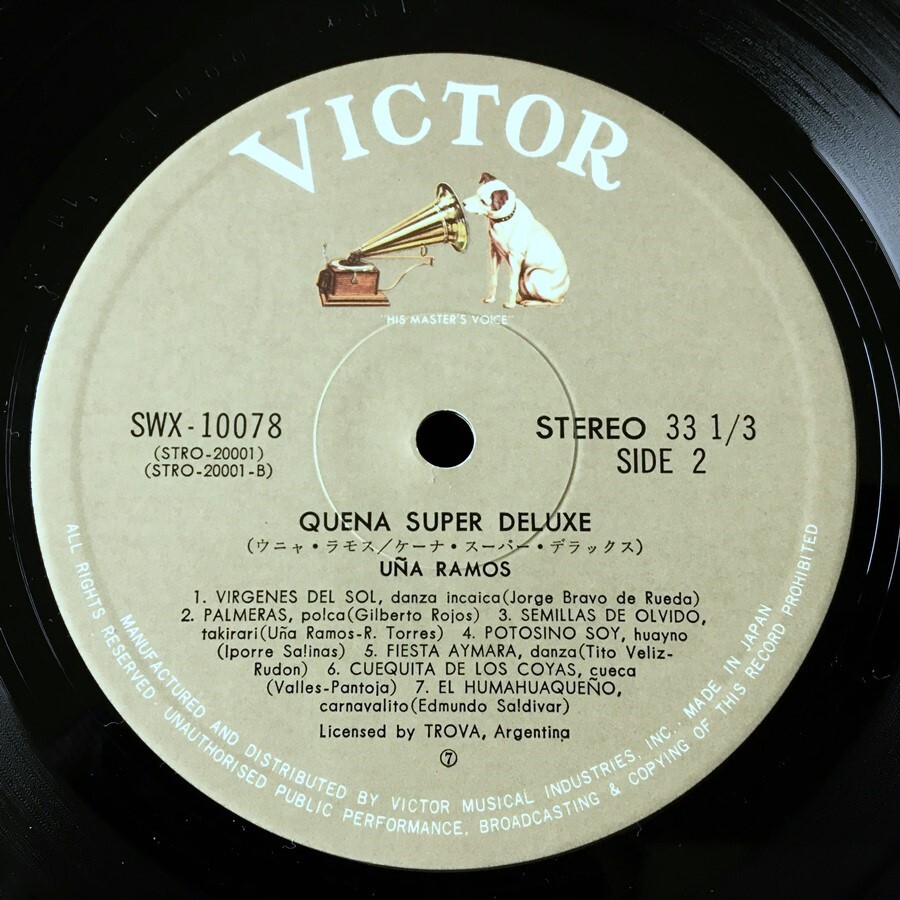 VICTOR
"HIS MASTER'S VOICE"
SWX-10078
(STRO-20001)
(STRO-20001-B)
STEREO 33 1/3
SIDE 2
QUENA SUPER DELUXE
(ウニャ・ラモス/ケーナ・スーパー・デラックス)
UÑA RAMOS
1. VIRGENES DEL SOL, danza incaica(Jorge Bravo de Rueda)
2. PALMERAS, polca(Gilberto Rojos) 3. SEMILLAS DE OLVIDO,
takirari(Uña Ramos-R. Torres) 4. POTOSINO SOY, huayno
(Iporre Salinas) 5. FIESTA AYMARA, danza(Tito Veliz-
Rudon) 6. CUEQUITA DE LOS COYAS, cueca
(Valles-Pantoja) 7. EL HUMAHUAQUEÑO,
carnavalito(Edmundo Saldivar)
Licensed by TROVA, Argentina
⑦
MANUFACTURED AND DISTRIBUTED BY VICTOR MUSICAL INDUSTRIES, INC., MADE IN JAPAN
ALL RIGHTS RESERVED. UNAUTHORISED PUBLIC PERFORMANCE, BROADCASTING & COPYING OF THIS RECORD PROHIBITED